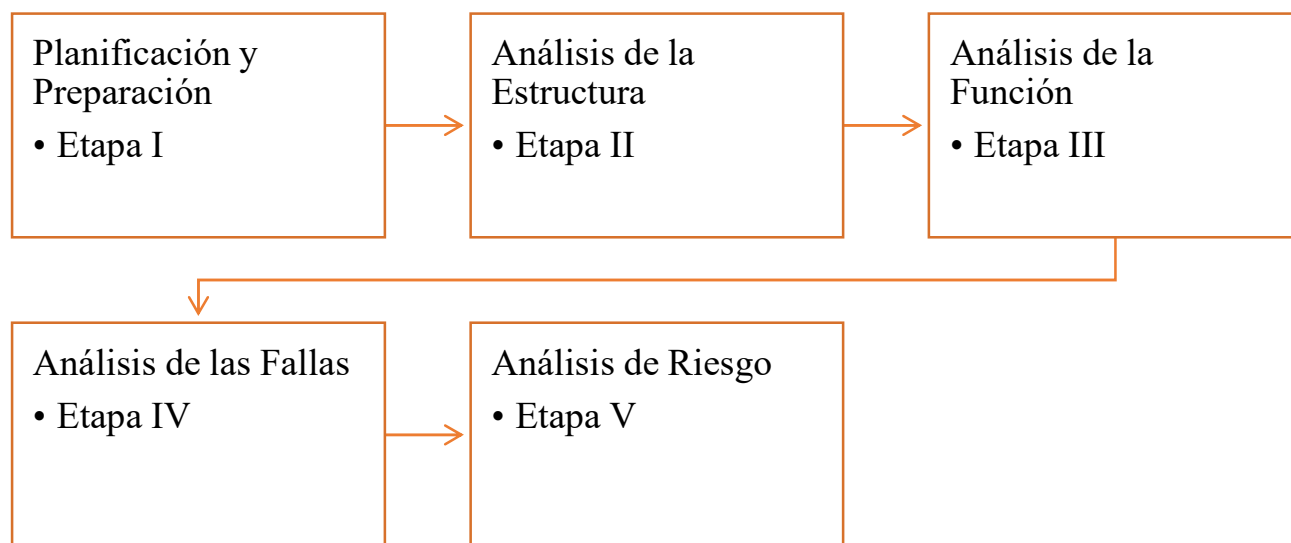 Planificación y
Preparación
• Etapa I
Análisis de la
Estructura
• Etapa II
Análisis de la
Función
• Etapa III
Análisis de las Fallas
• Etapa IV
Análisis de Riesgo
• Etapa V